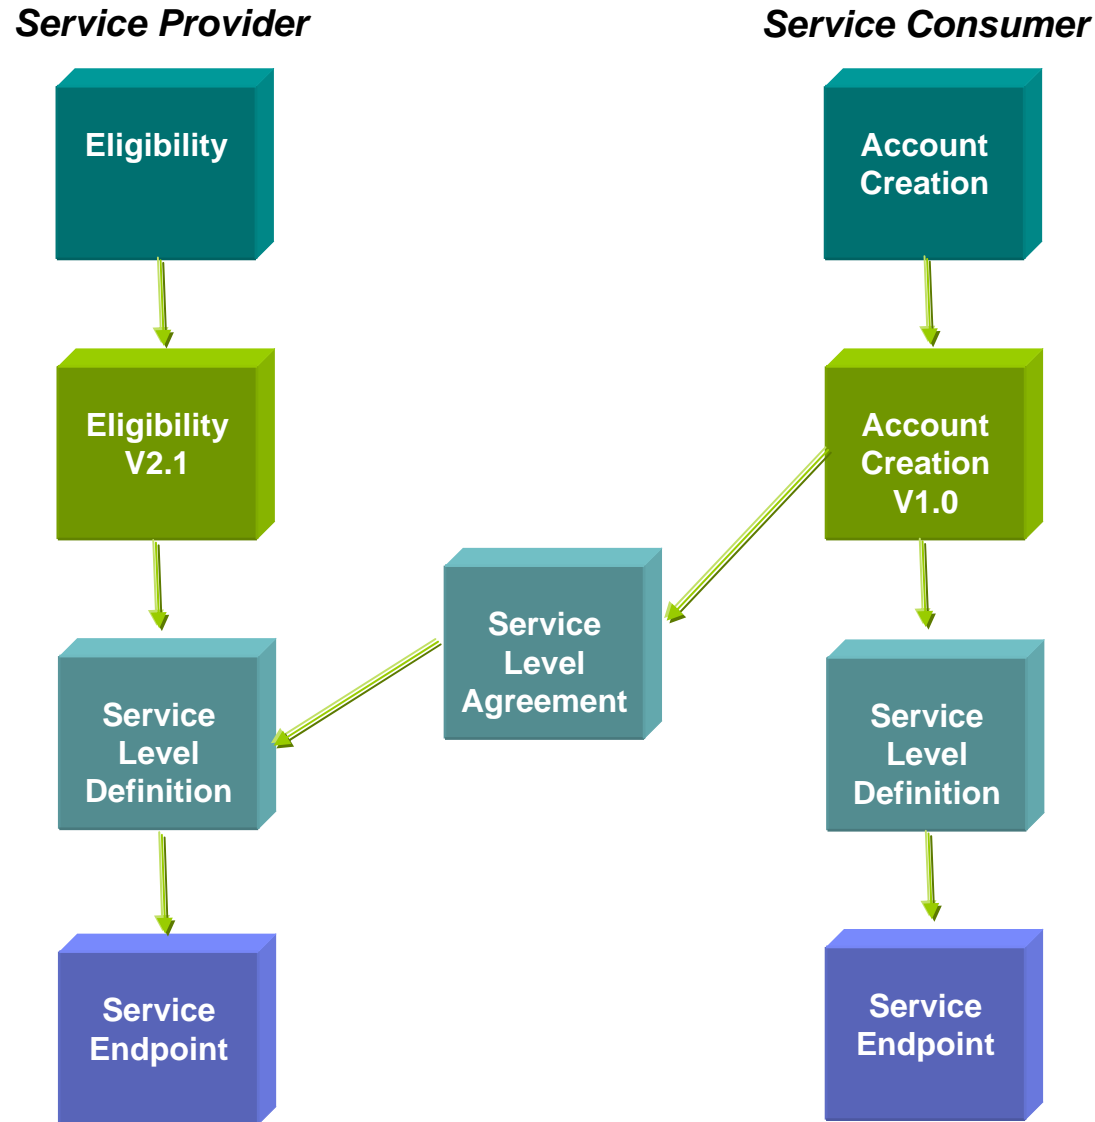 Service Provider
Service Consumer
Eligibility
Account
Creation
Eligibility
V2.1
Account
Creation
V1.0
Service
Level
Agreement
Service
Level
Definition
Service
Level
Definition
Service
Endpoint
Service
Endpoint